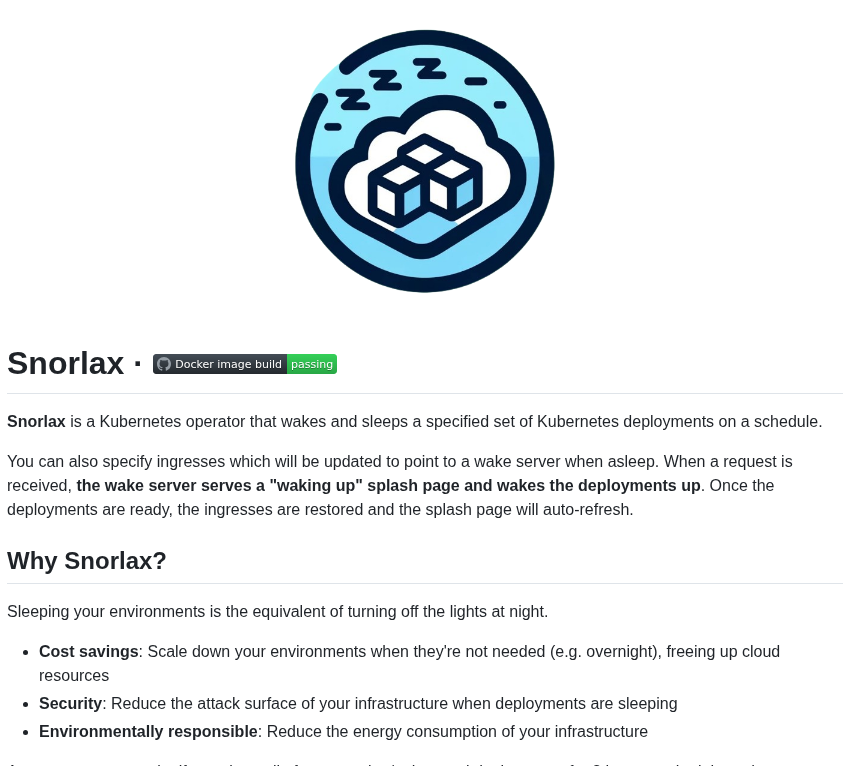 Snorlax · Docker image build passing
Snorlax is a Kubernetes operator that wakes and sleeps a specified set of Kubernetes deployments on a schedule.
You can also specify ingresses which will be updated to point to a wake server when asleep. When a request is
received, the wake server serves a "waking up" splash page and wakes the deployments up. Once the
deployments are ready, the ingresses are restored and the splash page will auto-refresh.
Why Snorlax?
Sleeping your environments is the equivalent of turning off the lights at night.
• Cost savings: Scale down your environments when they're not needed (e.g. overnight), freeing up cloud
resources
• Security: Reduce the attack surface of your infrastructure when deployments are sleeping
• Environmentally responsible: Reduce the energy consumption of your infrastructure